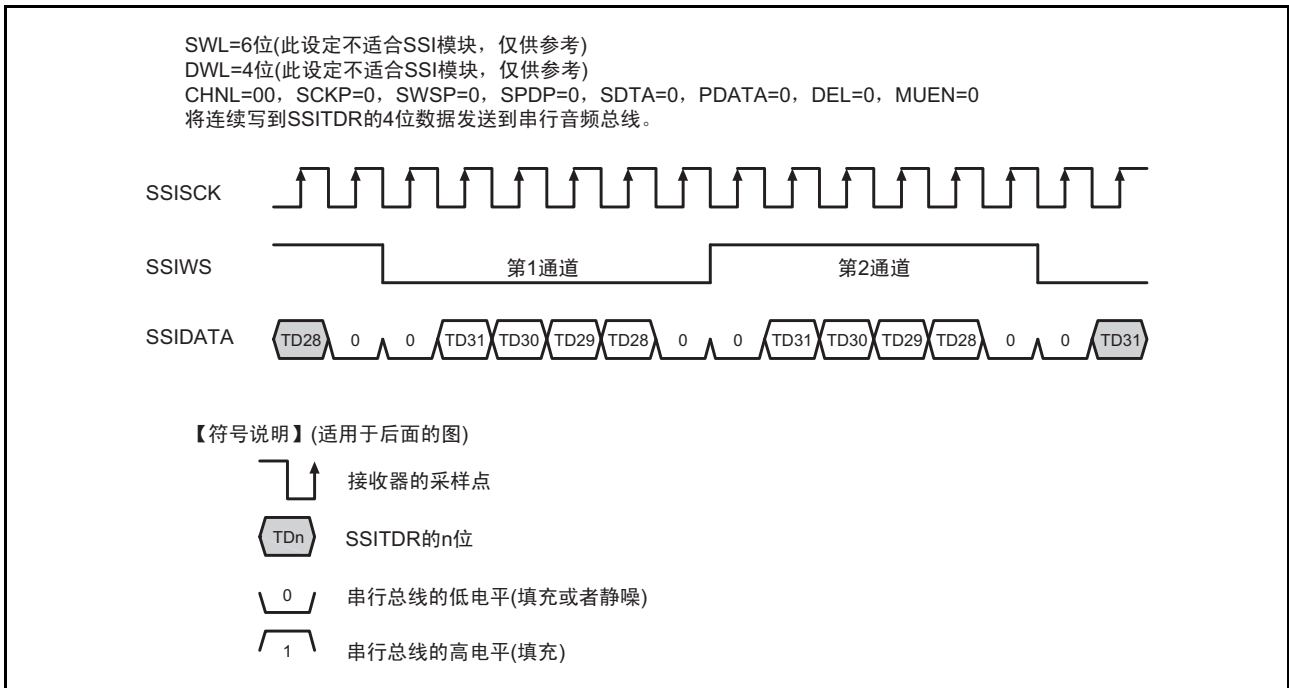 SWL=6位(此设定不适合SSI模块，仅供参考)
DWL=4位(此设定不适合SSI模块，仅供参考)
CHNL=00，SCKP=0，SWSP=0，SPDP=0，SDTA=0，PDATA=0，DEL=0，MUEN=0
将连续写到SSITDR的4位数据发送到串行音频总线。
SSISCK
SSIWS 第1通道 第2通道
SSIDATA TD28 0 0 TD31 TD30 TD29 TD28 0 0 TD31 TD30 TD29 TD28 0 0 TD31
【符号说明】(适用于后面的图)
接收器的采样点
TDn SSITDR的n位
0 串行总线的低电平(填充或者静噪)
1 串行总线的高电平(填充)